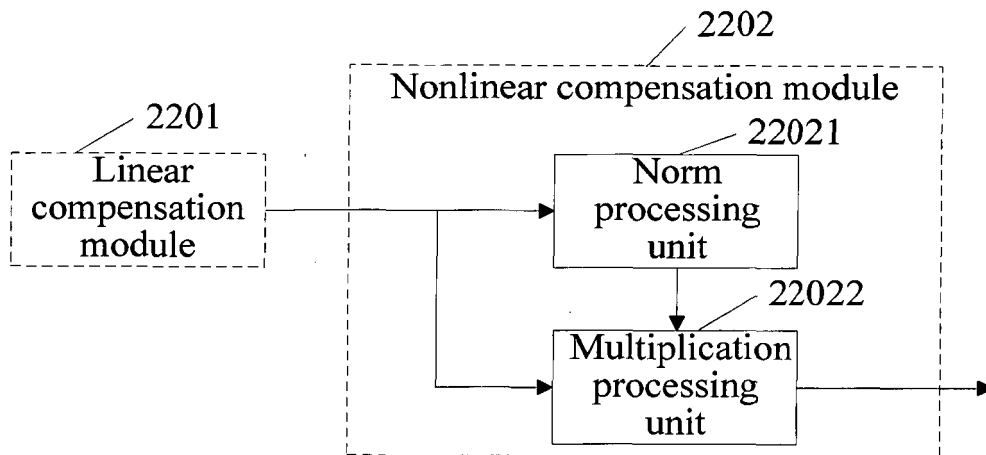 2202
Nonlinear compensation module
2201
22021
Linear
compensation
module
Norm
processing
unit
22022
Multiplication
processing
unit